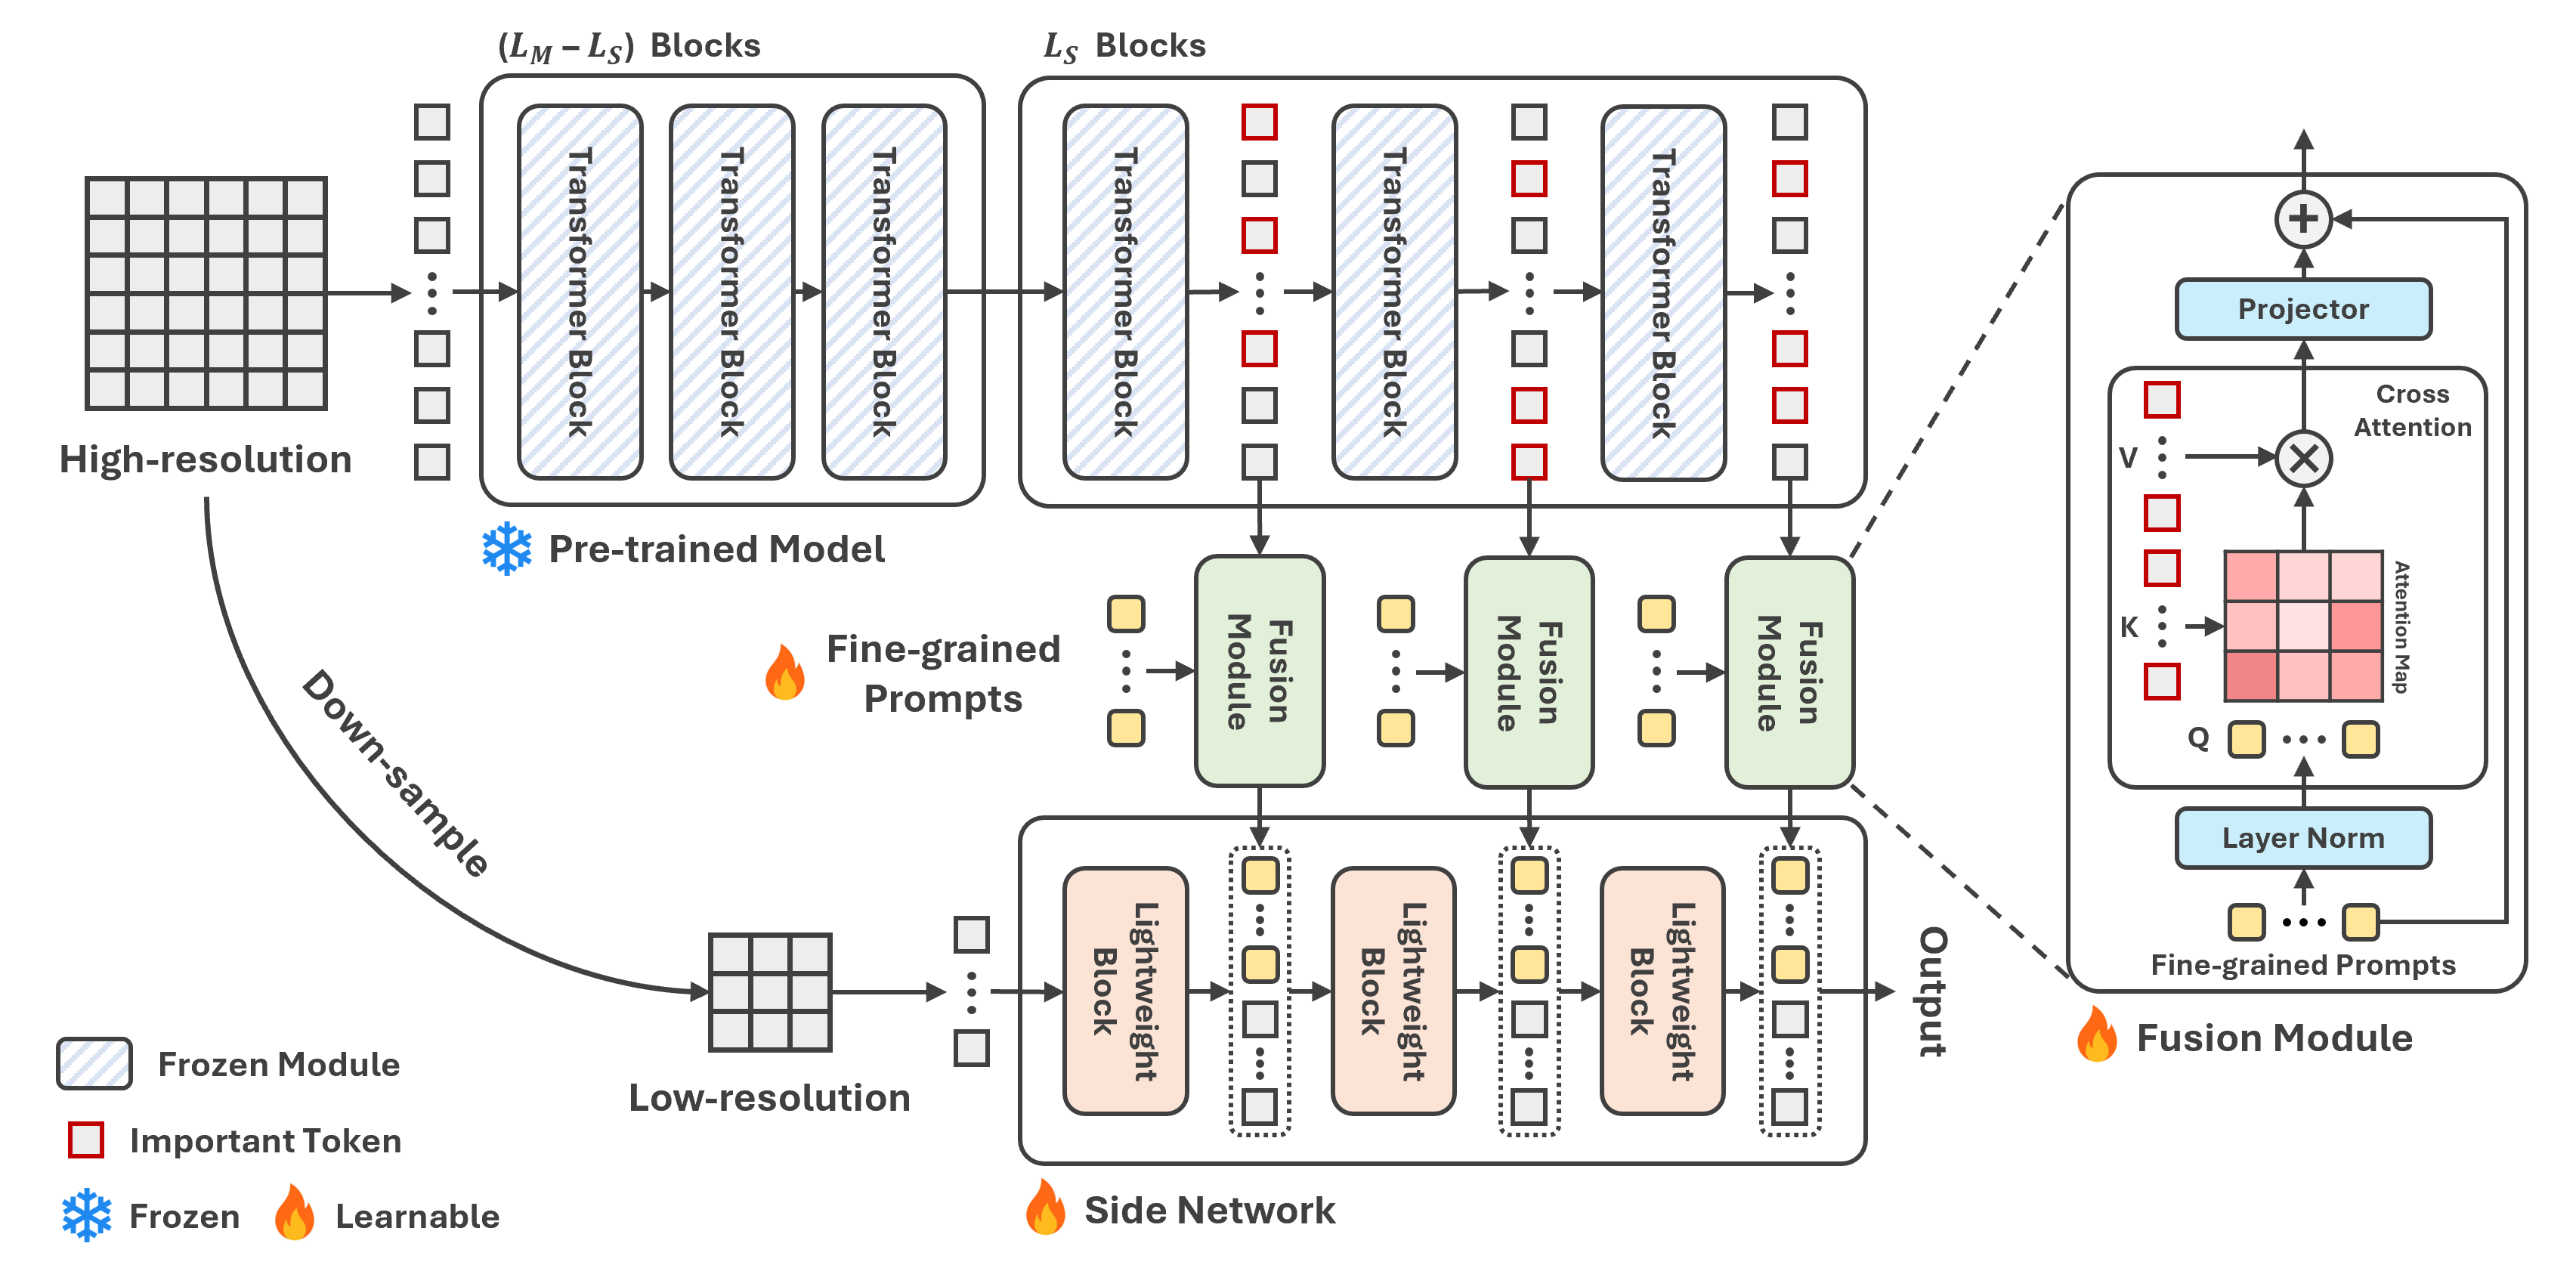 (L_M – L_S) Blocks
L_S Blocks
Transformer Block
Transformer Block
Transformer Block
Transformer Block
Transformer Block
Transformer Block
High-resolution
Pre-trained Model
Fine-grained
Prompts
Fusion
Module
Fusion
Module
Fusion
Module
Down-sample
Low-resolution
Lightweight
Block
Lightweight
Block
Lightweight
Block
Output
Side Network
Projector
Cross
Attention
V
K
Attention Map
Q
Layer Norm
Fine-grained Prompts
Fusion Module
Frozen Module
Important Token
Frozen
Learnable